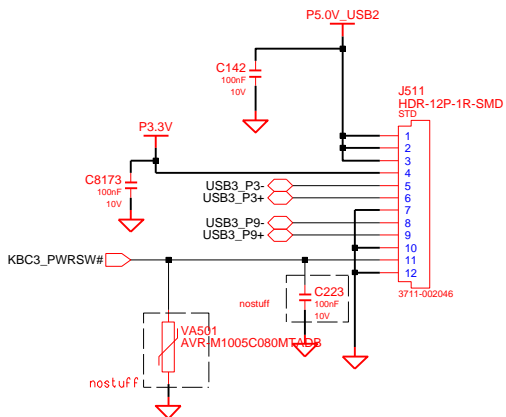 P5.0V_USB2
C142
100nF
10V
J511
HDR-12P-1R-SMD
STD
P3.3V
C8173
100nF
10V
1
2
3
4
USB3_P3- 5
USB3_P3+ 6
7
USB3_P9- 8
USB3_P9+ 9
10
KBC3_PWRSW# 11
12
3711-002046
nostuff
C223
100nF
10V
VA501
AVR-M1005C080MTADB
nostuff